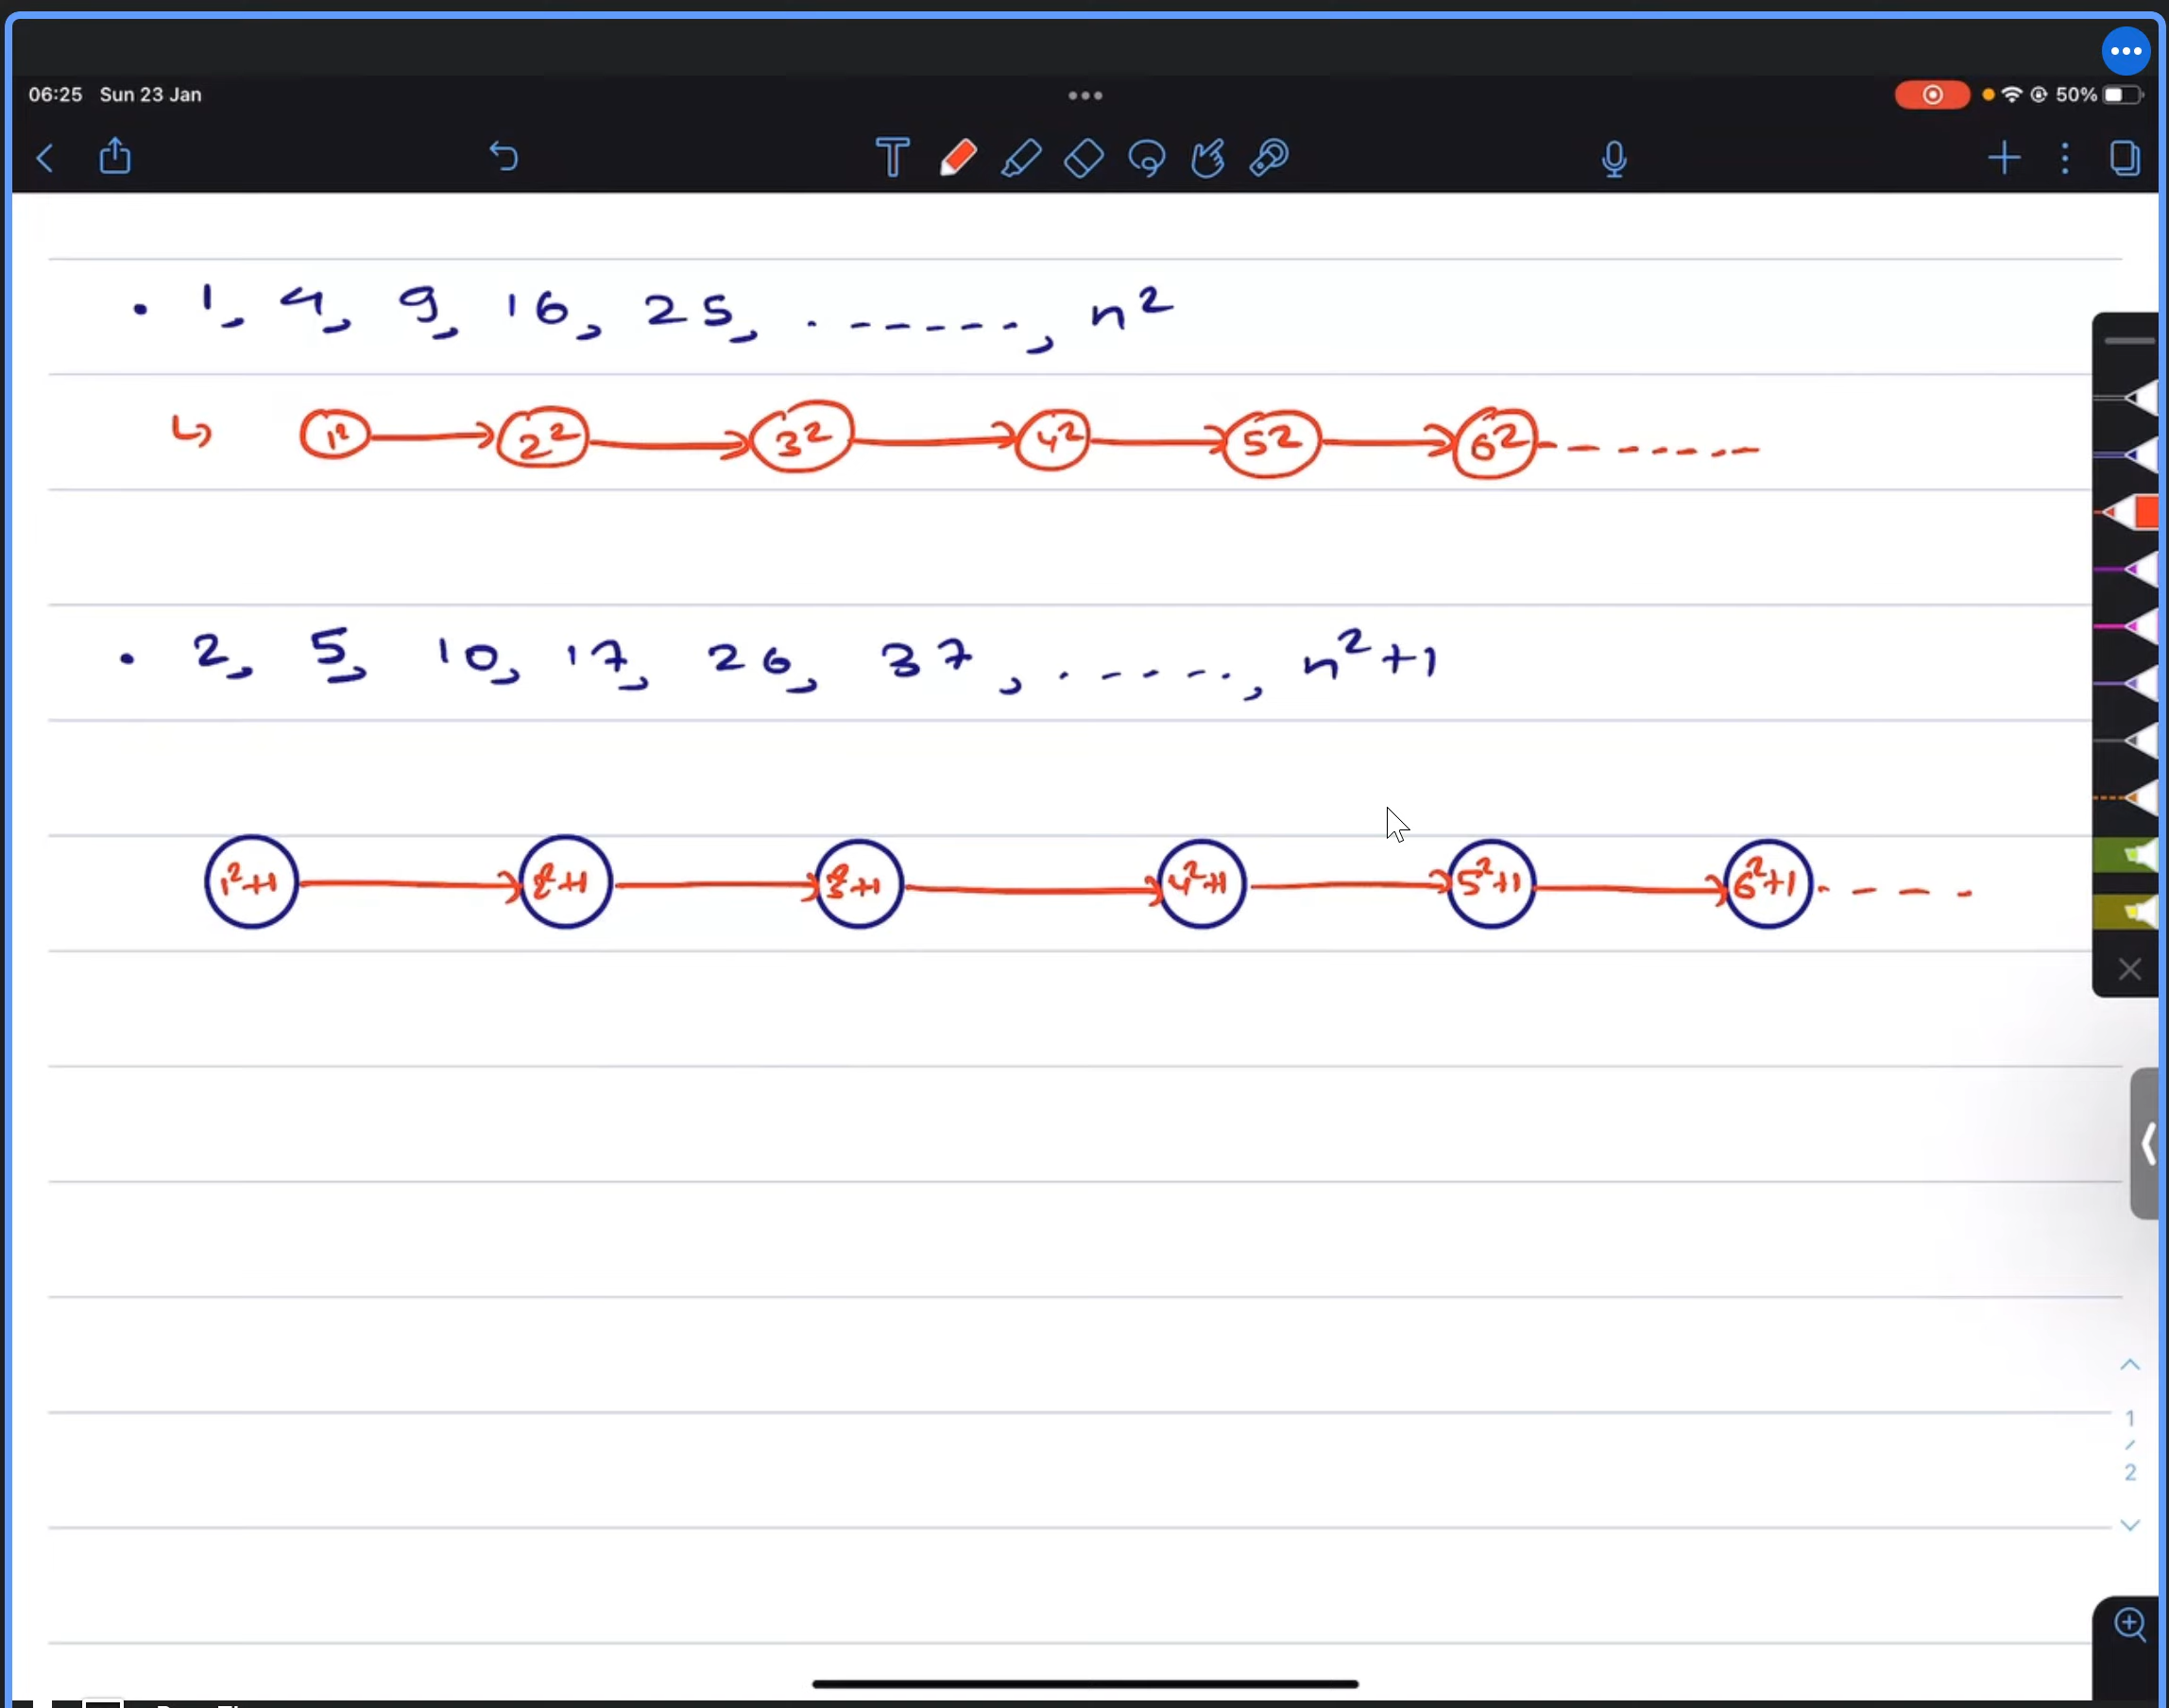 06:25 Sun 23 Jan 50%
• 1, 4, 9, 16, 25, . - - - - -, n²
↳ 1² → 2² → 3² → 4² → 5² → 6² - - - - - - -
• 2, 5, 10, 17, 26, 37, . - - - - ., n²+1
1²+1 → 2²+1 → 3²+1 → 4²+1 → 5²+1 → 6²+1 - - - -
1
/
2